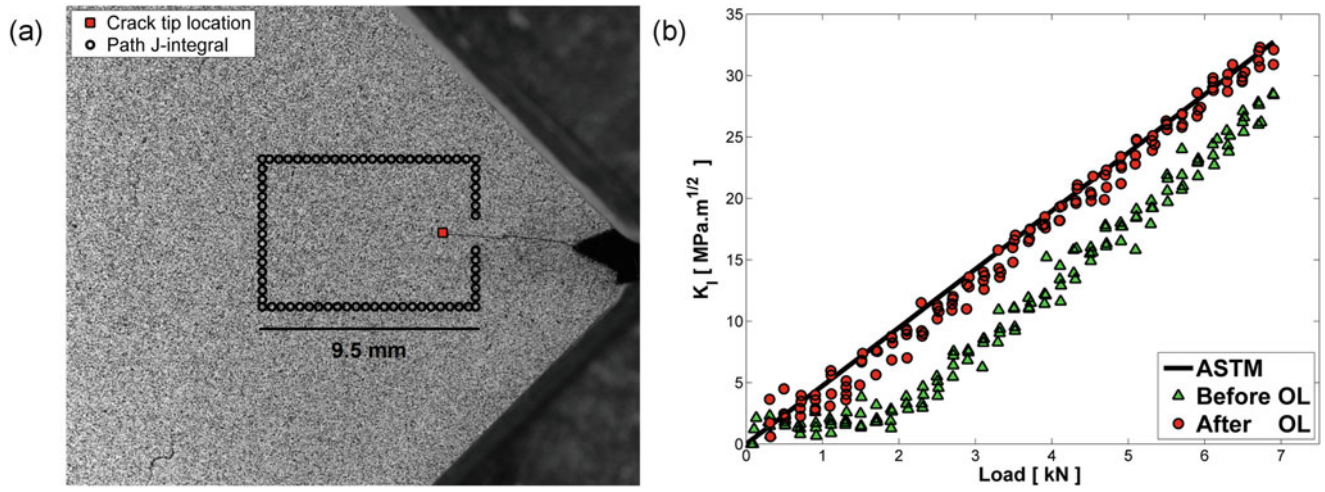 (a)
Crack tip location
Path J-integral
9.5 mm
(b)
35
30
25
20
15
10
5
0
K_I [ MPa.m^1/2 ]
0 1 2 3 4 5 6 7
Load [ kN ]
ASTM
Before OL
After OL